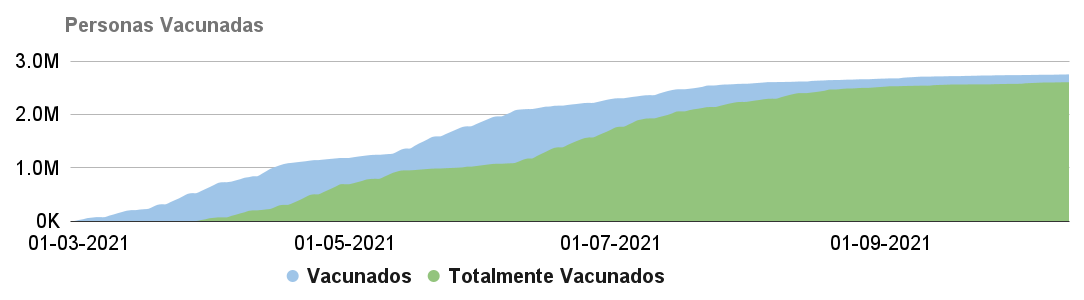 Personas Vacunadas
3.0M
2.0M
1.0M
0K
01-03-2021 01-05-2021 01-07-2021 01-09-2021
Vacunados Totalmente Vacunados